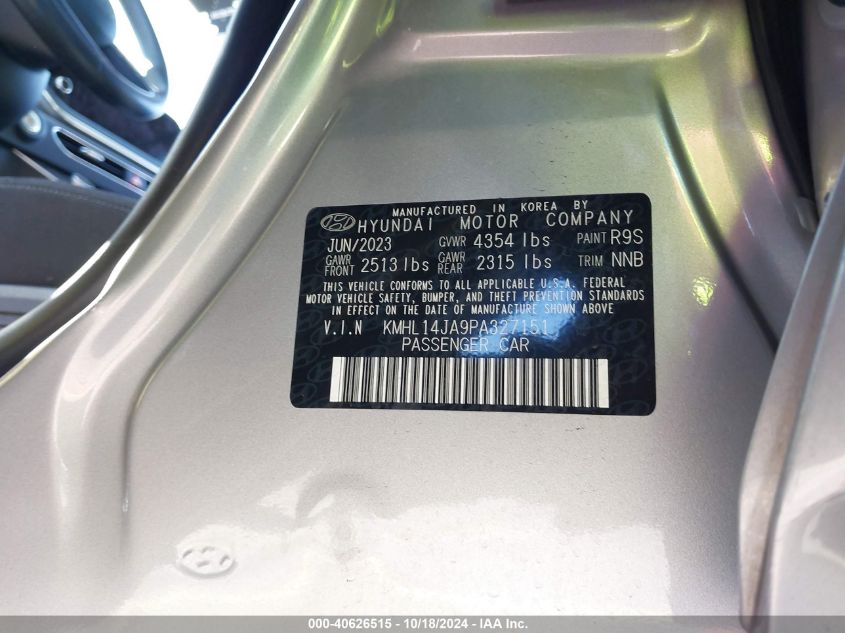 MANUFACTURED IN KOREA BY
HYUNDAI MOTOR COMPANY
JUN/2023 GVWR 4354 lbs PAINT R9S
GAWR FRONT 2513 lbs GAWR REAR 2315 lbs TRIM NNB
THIS VEHICLE CONFORMS TO ALL APPLICABLE U.S.A. FEDERAL
MOTOR VEHICLE SAFETY, BUMPER, AND THEFT PREVENTION STANDARDS
IN EFFECT ON THE DATE OF MANUFACTURE SHOWN ABOVE
V.I.N KMHL14JA9PA327151
PASSENGER CAR
000-40626515 - 10/18/2024 - IAA Inc.